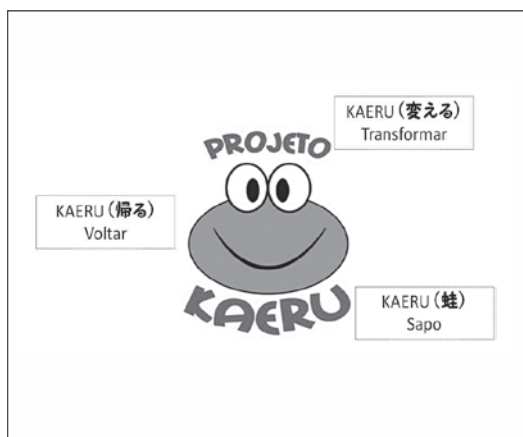 KAERU (変える)
Transformar
PROJETO
KAERU (帰る)
Voltar
KAERU
KAERU (蛙)
Sapo